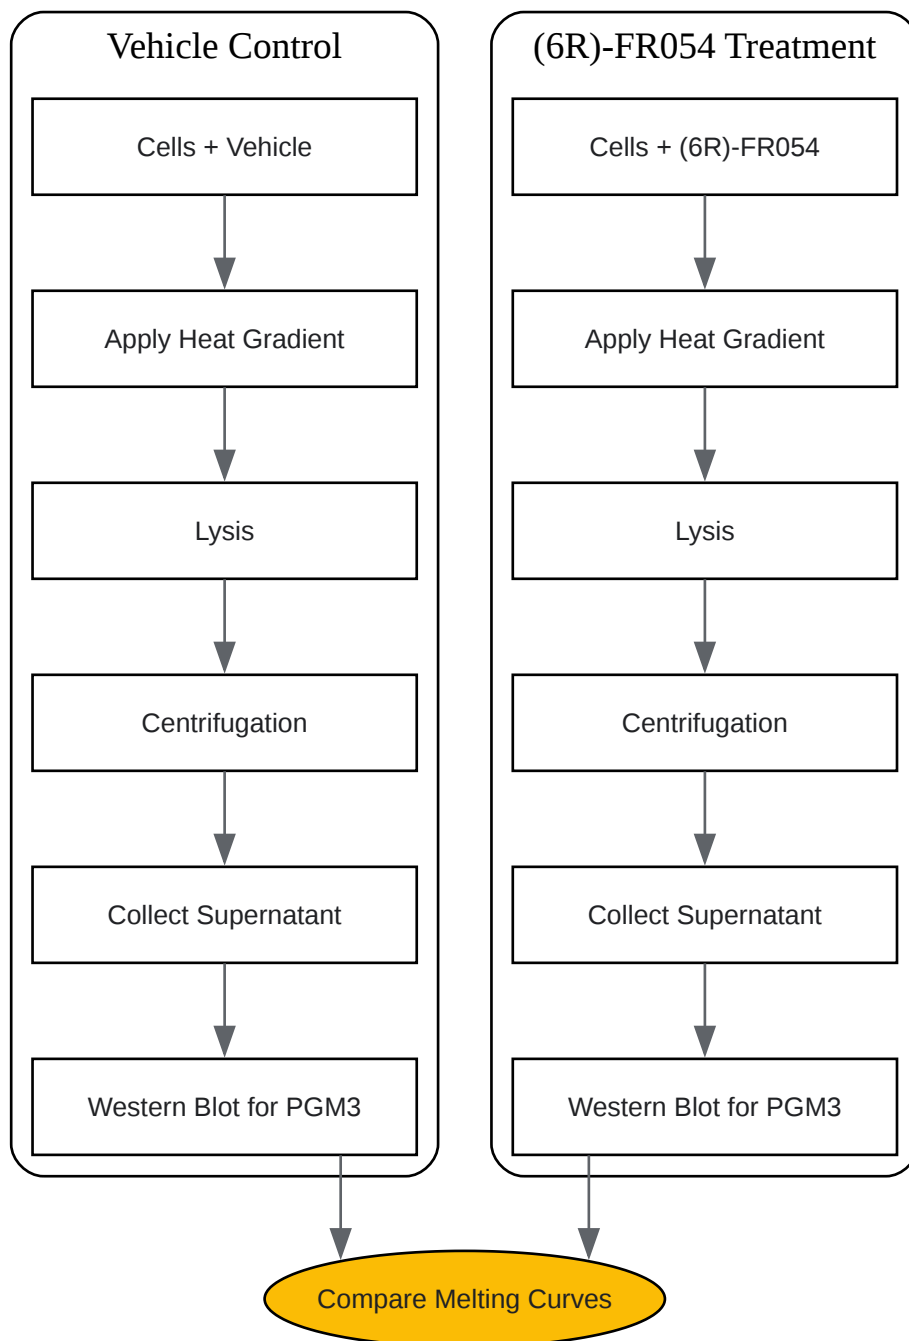 Vehicle Control
Cells + Vehicle
Apply Heat Gradient
Lysis
Centrifugation
Collect Supernatant
Western Blot for PGM3
(6R)-FR054 Treatment
Cells + (6R)-FR054
Apply Heat Gradient
Lysis
Centrifugation
Collect Supernatant
Western Blot for PGM3
Compare Melting Curves